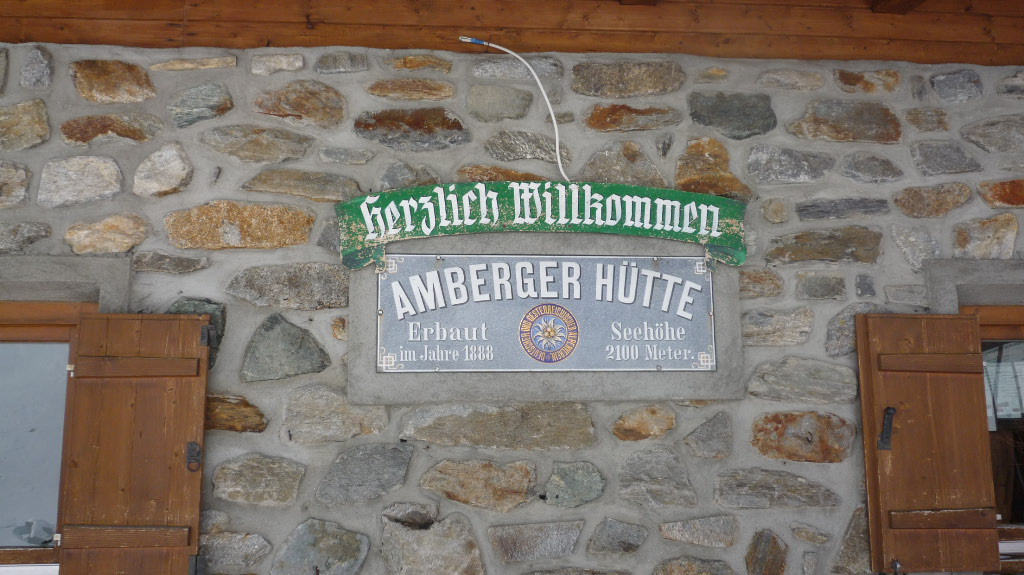 Herzlich Willkommen
AMBERGER HÜTTE
Erbaut
im Jahre 1888
Seehöhe
2100 Meter.